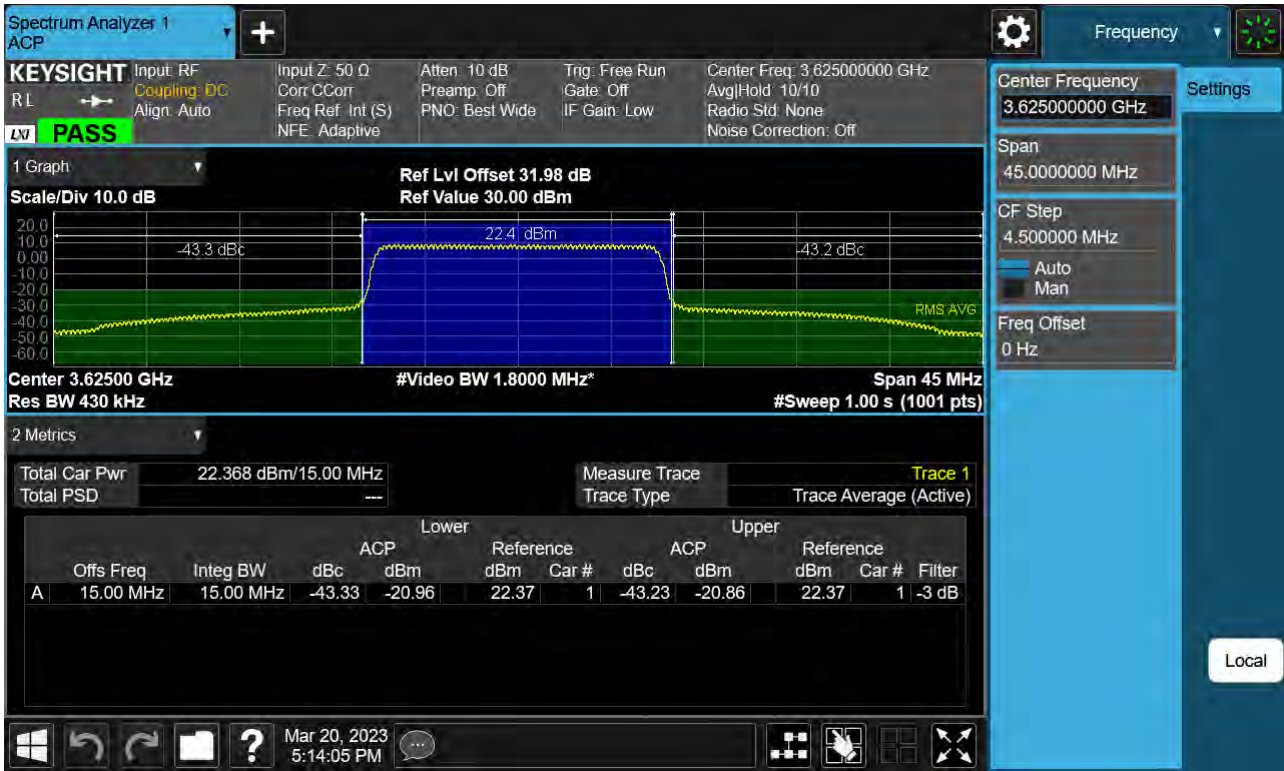 Spectrum Analyzer 1
ACP
+
Frequency
KEYSIGHT
R L
LXI
PASS
Input: RF
Coupling: DC
Align: Auto
Input Z: 50 Ω
Corr CCorr
Freq Ref: Int (S)
NFE: Adaptive
Atten: 10 dB
Preamp: Off
PNO: Best Wide
Trig: Free Run
Gate: Off
IF Gain: Low
Center Freq: 3.625000000 GHz
Avg|Hold: 10/10
Radio Std: None
Noise Correction: Off
Center Frequency
3.625000000 GHz
Settings
Span
45.0000000 MHz
CF Step
4.500000 MHz
Auto
Man
Freq Offset
0 Hz
1 Graph
Scale/Div 10.0 dB
Ref Lvl Offset 31.98 dB
Ref Value 30.00 dBm
20.0
10.0
0.00
-10.0
-20.0
-30.0
-40.0
-50.0
-60.0
-43.3 dBc
22.4 dBm
-43.2 dBc
RMS AVG
Center 3.62500 GHz #Video BW 1.8000 MHz* Span 45 MHz
Res BW 430 kHz #Sweep 1.00 s (1001 pts)
2 Metrics
Total Car Pwr 22.368 dBm/15.00 MHz Measure Trace Trace 1
Total PSD --- Trace Type Trace Average (Active)
Lower Upper
ACP Reference ACP Reference
Offs Freq Integ BW dBc dBm dBm Car # dBc dBm dBm Car # Filter
A 15.00 MHz 15.00 MHz -43.33 -20.96 22.37 1 -43.23 -20.86 22.37 1 -3 dB
Local
?
Mar 20, 2023
5:14:05 PM